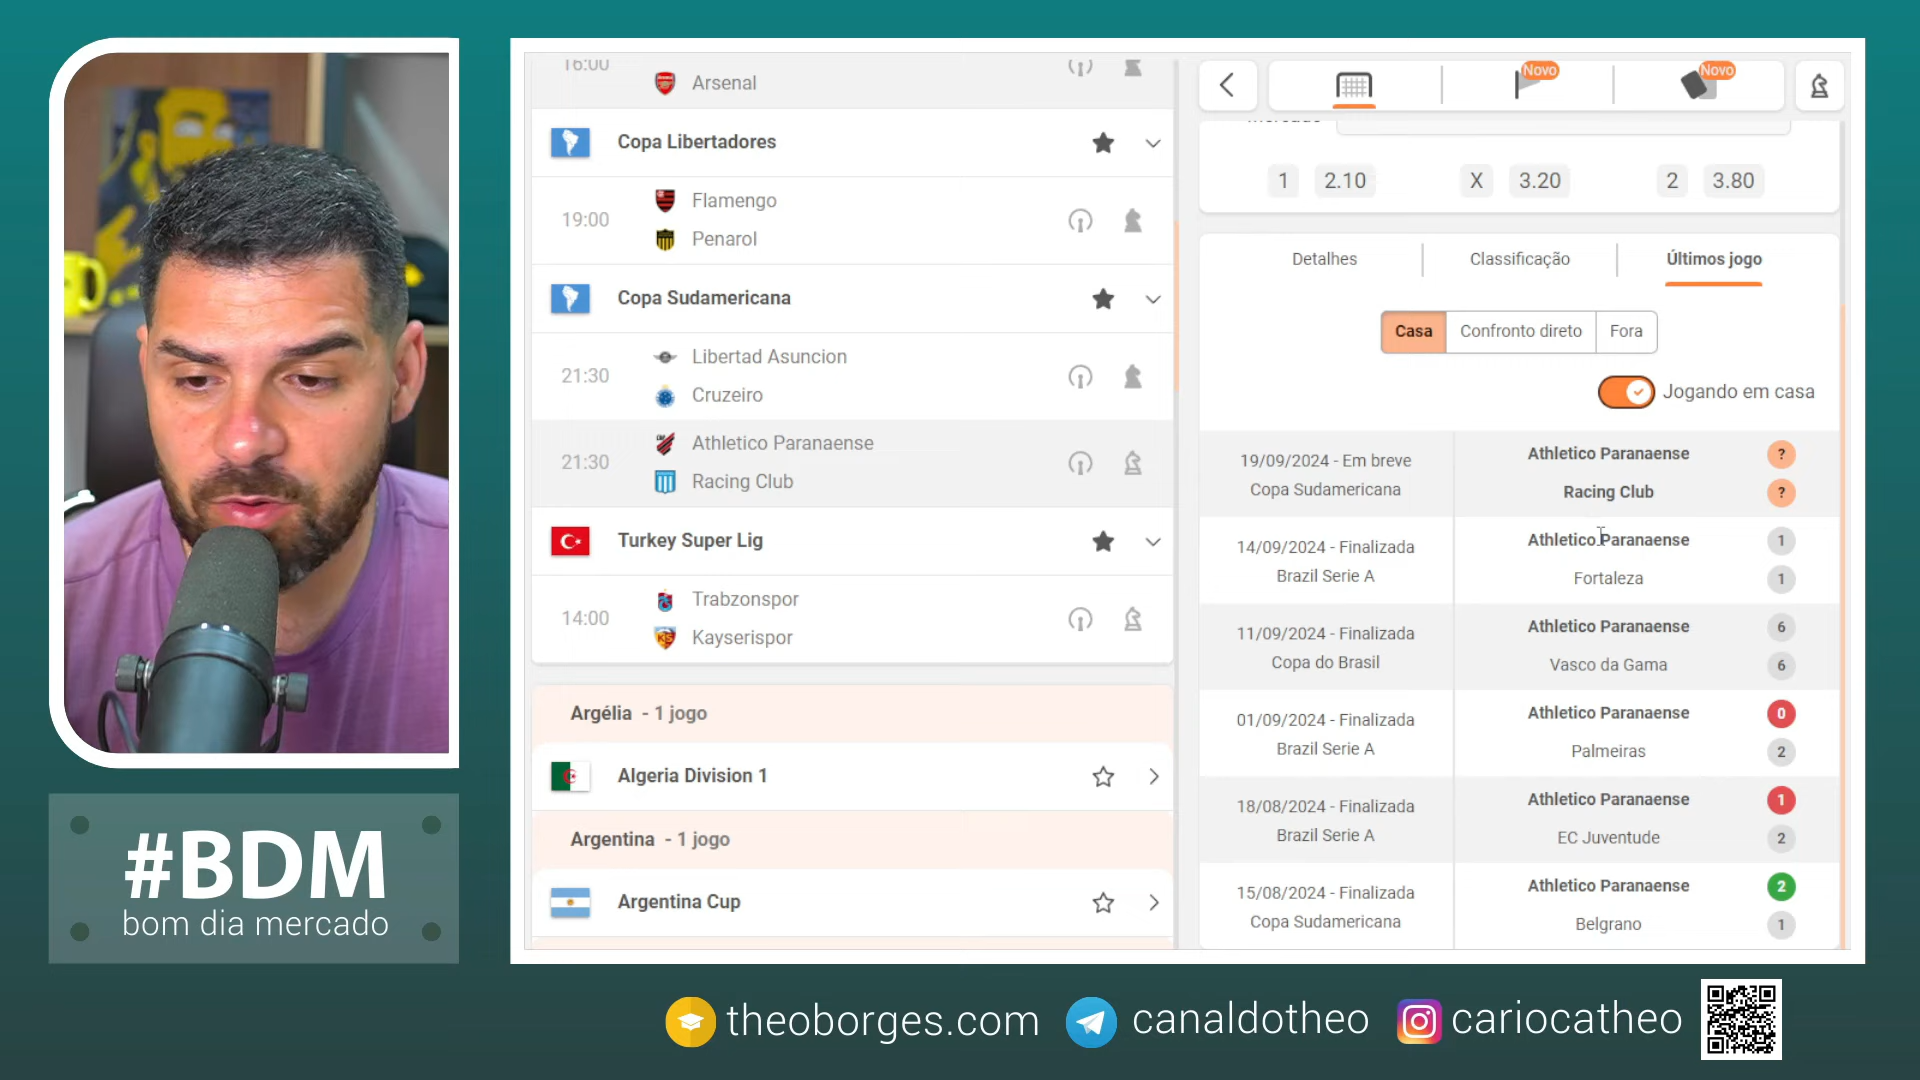 16:00
Arsenal
Copa Libertadores
19:00
Flamengo
Penarol
Copa Sudamericana
21:30
Libertad Asuncion
Cruzeiro
21:30
Athletico Paranaense
Racing Club
Turkey Super Lig
14:00
Trabzonspor
Kayserispor
Argélia - 1 jogo
Algeria Division 1
Argentina - 1 jogo
Argentina Cup
Novo
Novo
Mercado
1 2.10 X 3.20 2 3.80
Detalhes Classificação Últimos jogo
Casa Confronto direto Fora
Jogando em casa
19/09/2024 - Em breve
Copa Sudamericana
Athletico Paranaense ?
Racing Club ?
14/09/2024 - Finalizada
Brazil Serie A
Athletico Paranaense 1
Fortaleza 1
11/09/2024 - Finalizada
Copa do Brasil
Athletico Paranaense 6
Vasco da Gama 6
01/09/2024 - Finalizada
Brazil Serie A
Athletico Paranaense 0
Palmeiras 2
18/08/2024 - Finalizada
Brazil Serie A
Athletico Paranaense 1
EC Juventude 2
15/08/2024 - Finalizada
Copa Sudamericana
Athletico Paranaense 2
Belgrano 1
#BDM
bom dia mercado
theoborges.com canaldotheo cariocatheo